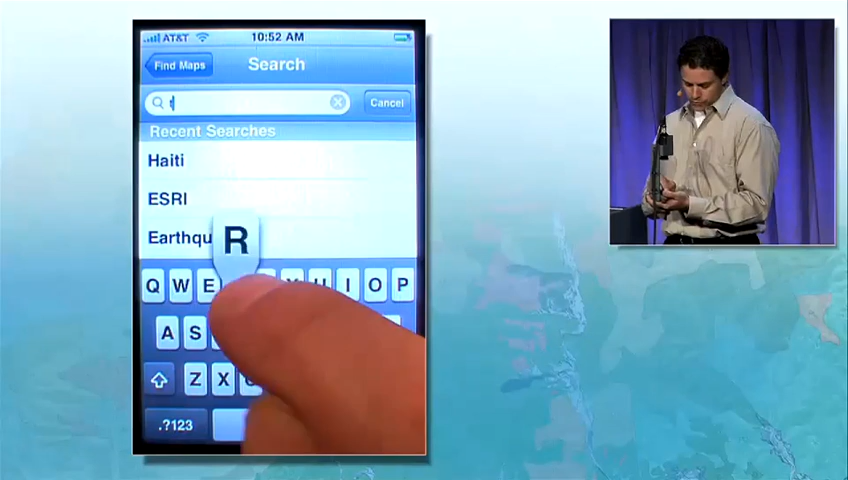 AT&T 10:52 AM
Find Maps Search
Cancel
Recent Searches
Haiti
ESRI
Earthqu
R
Q W E U I O P
A S
Z X
.?123